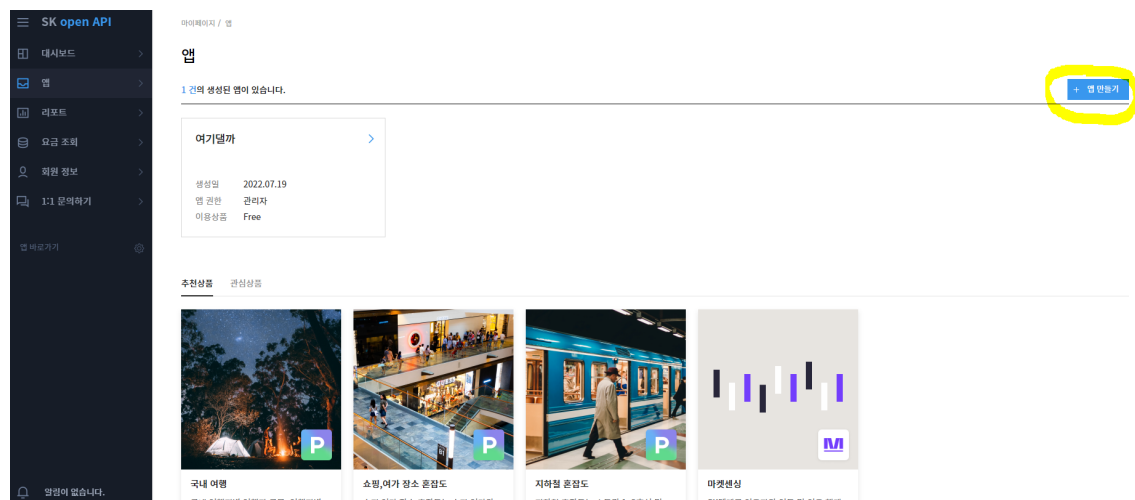 SK open API
대시보드
앱
리포트
요금 조회
회원 정보
1:1 문의하기
앱 바로가기
알림이 없습니다.
마이페이지 / 앱
앱
1 건의 생성된 앱이 있습니다.
+ 앱 만들기
여기댈까
생성일 2022.07.19
앱 권한 관리자
이용상품 Free
추천상품 관심상품
P
P
P
M
국내 여행
쇼핑,여가 장소 혼잡도
지하철 혼잡도
마켓센싱